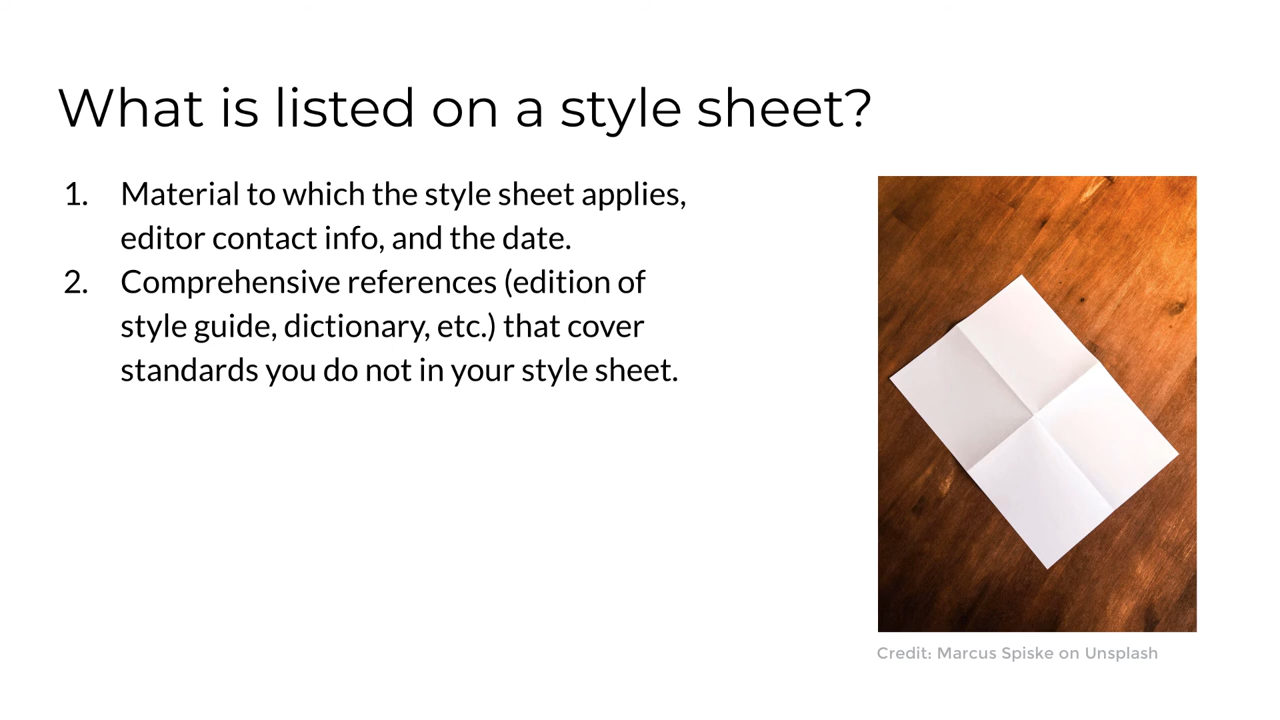 What is listed on a style sheet?
1. Material to which the style sheet applies,
editor contact info, and the date.
2. Comprehensive references (edition of
style guide, dictionary, etc.) that cover
standards you do not in your style sheet.
Credit: Marcus Spiske on Unsplash